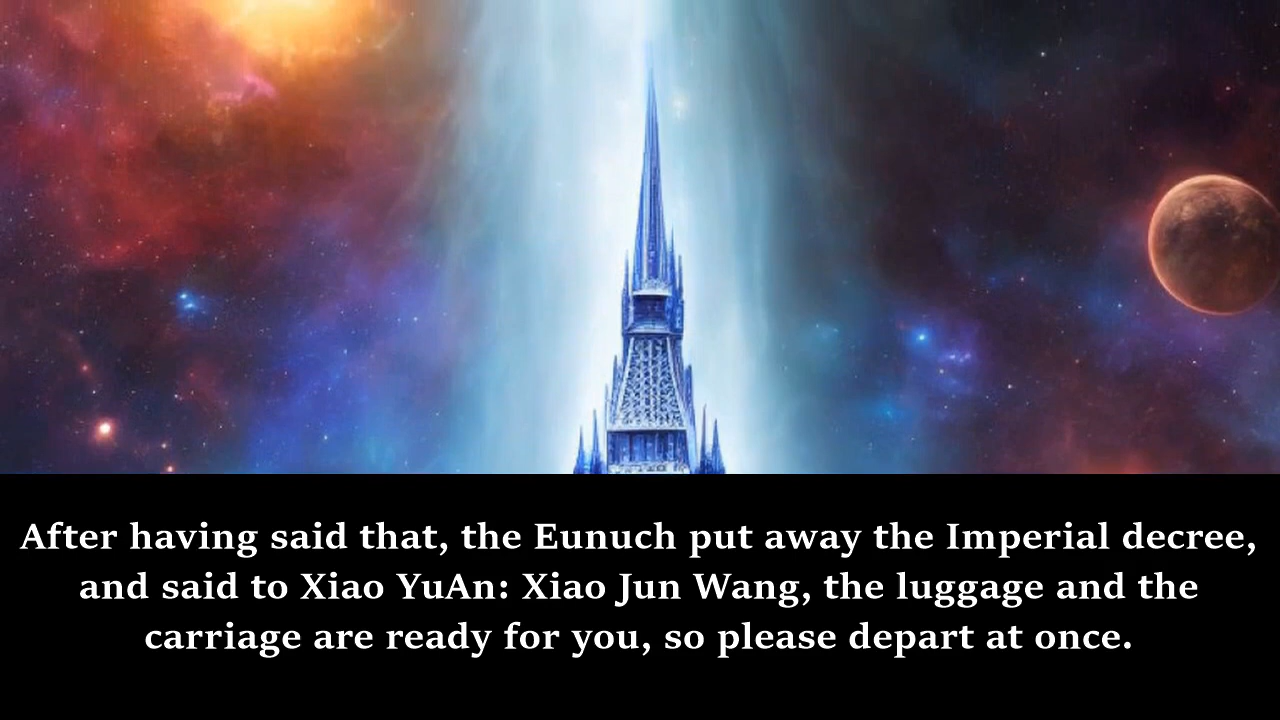 After having said that, the Eunuch put away the Imperial decree,
and said to Xiao YuAn: Xiao Jun Wang, the luggage and the
carriage are ready for you, so please depart at once.